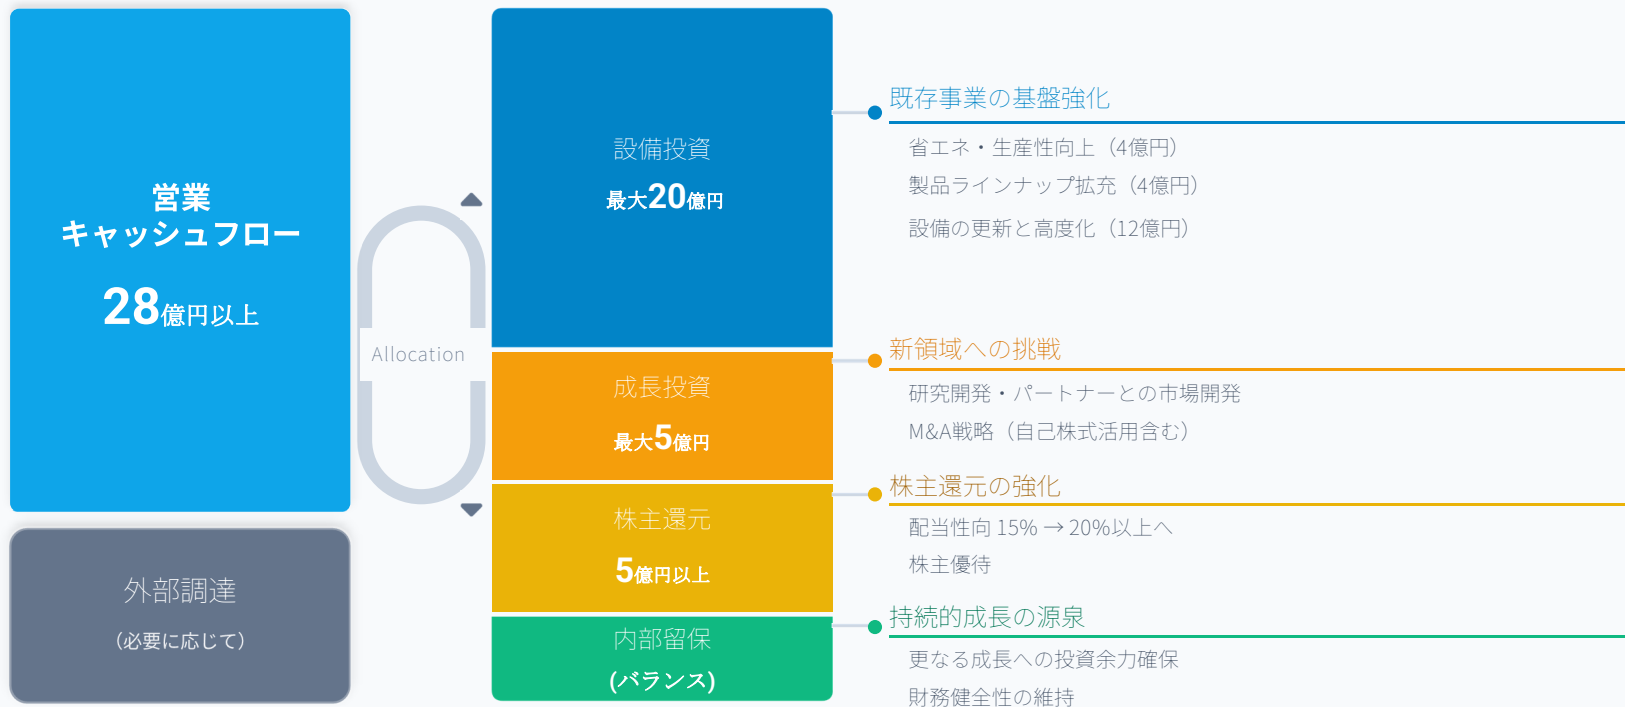 営業
キャッシュフロー
28億円以上
外部調達
（必要に応じて）
Allocation
設備投資
最大20億円
成長投資
最大5億円
株主還元
5億円以上
内部留保
(バランス)
既存事業の基盤強化
省エネ・生産性向上（4億円）
製品ラインナップ拡充（4億円）
設備の更新と高度化（12億円）
新領域への挑戦
研究開発・パートナーとの市場開発
M&A戦略（自己株式活用含む）
株主還元の強化
配当性向 15% → 20%以上へ
株主優待
持続的成長の源泉
更なる成長への投資余力確保
財務健全性の維持